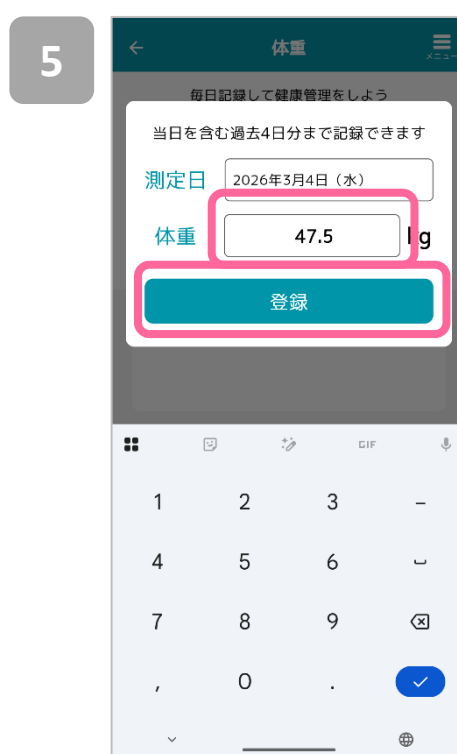 5
体重
メニュー
毎日記録して健康管理をしよう
当日を含む過去4日分まで記録できます
測定日 2026年3月4日（水）
体重 47.5 kg
登録
GIF
1 2 3 –
4 5 6
7 8 9
, 0 .